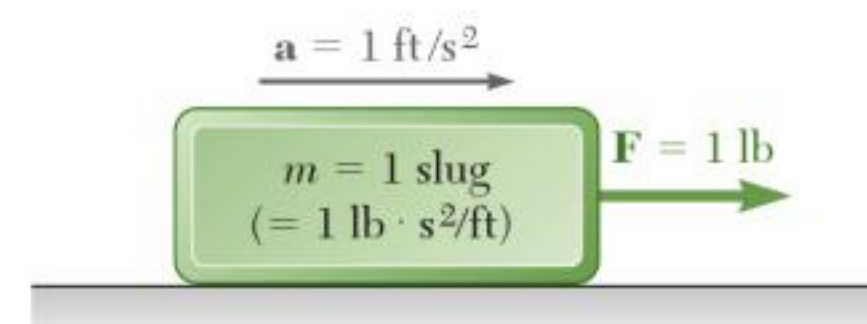 a = 1 ft/s²
m = 1 slug
(= 1 lb · s²/ft)
F = 1 lb